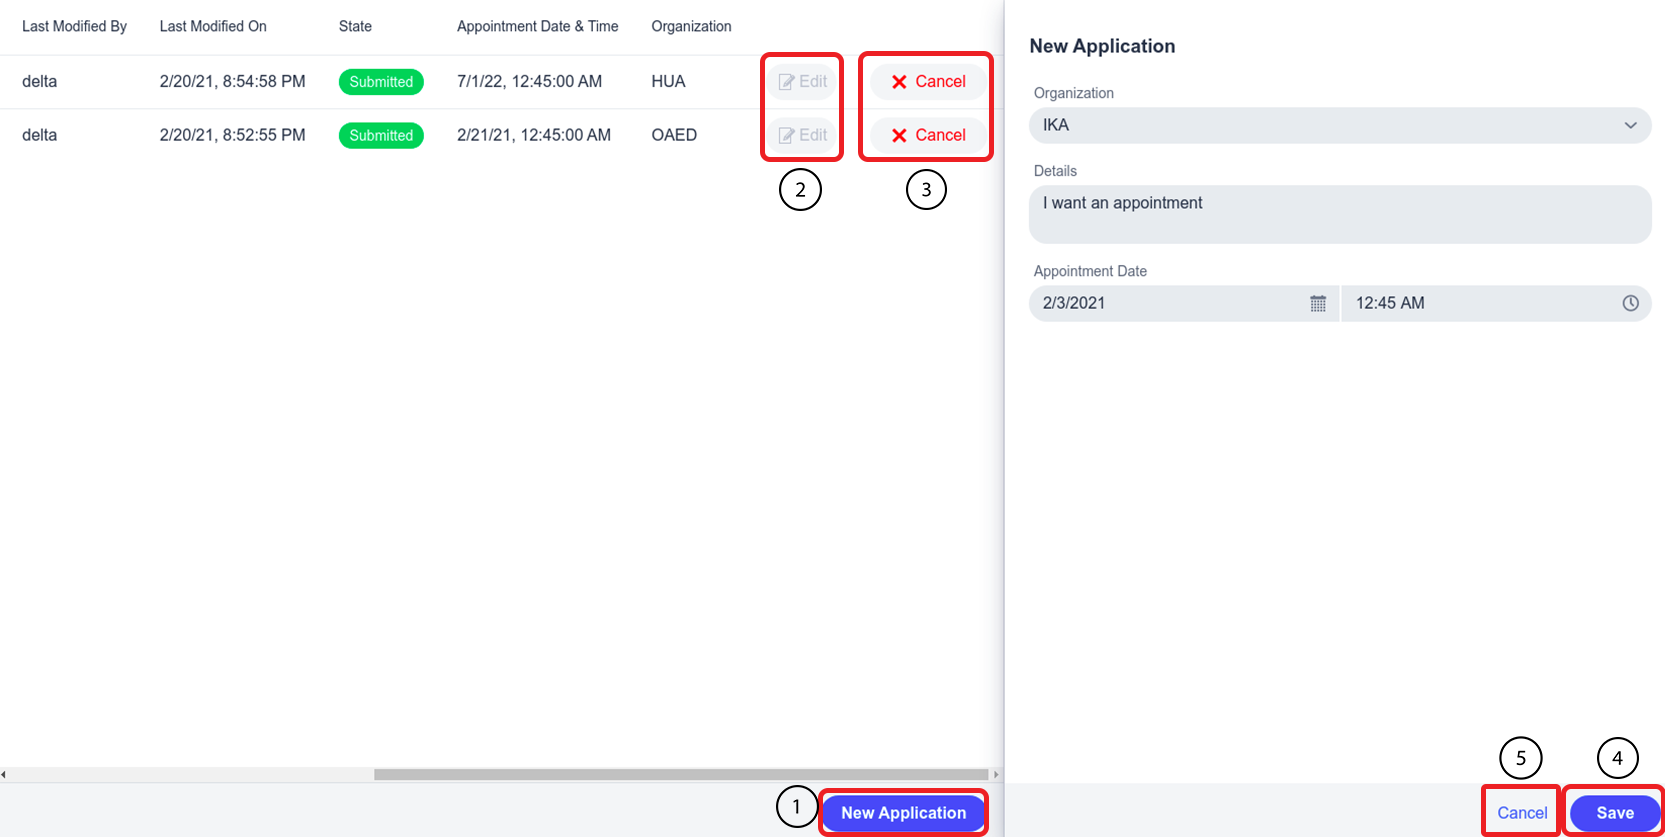 Last Modified By Last Modified On State Appointment Date & Time Organization
delta 2/20/21, 8:54:58 PM Submitted 7/1/22, 12:45:00 AM HUA Edit Cancel
delta 2/20/21, 8:52:55 PM Submitted 2/21/21, 12:45:00 AM OAED Edit Cancel
2 3
1 New Application
New Application
Organization
IKA
Details
I want an appointment
Appointment Date
2/3/2021 12:45 AM
5 4
Cancel Save